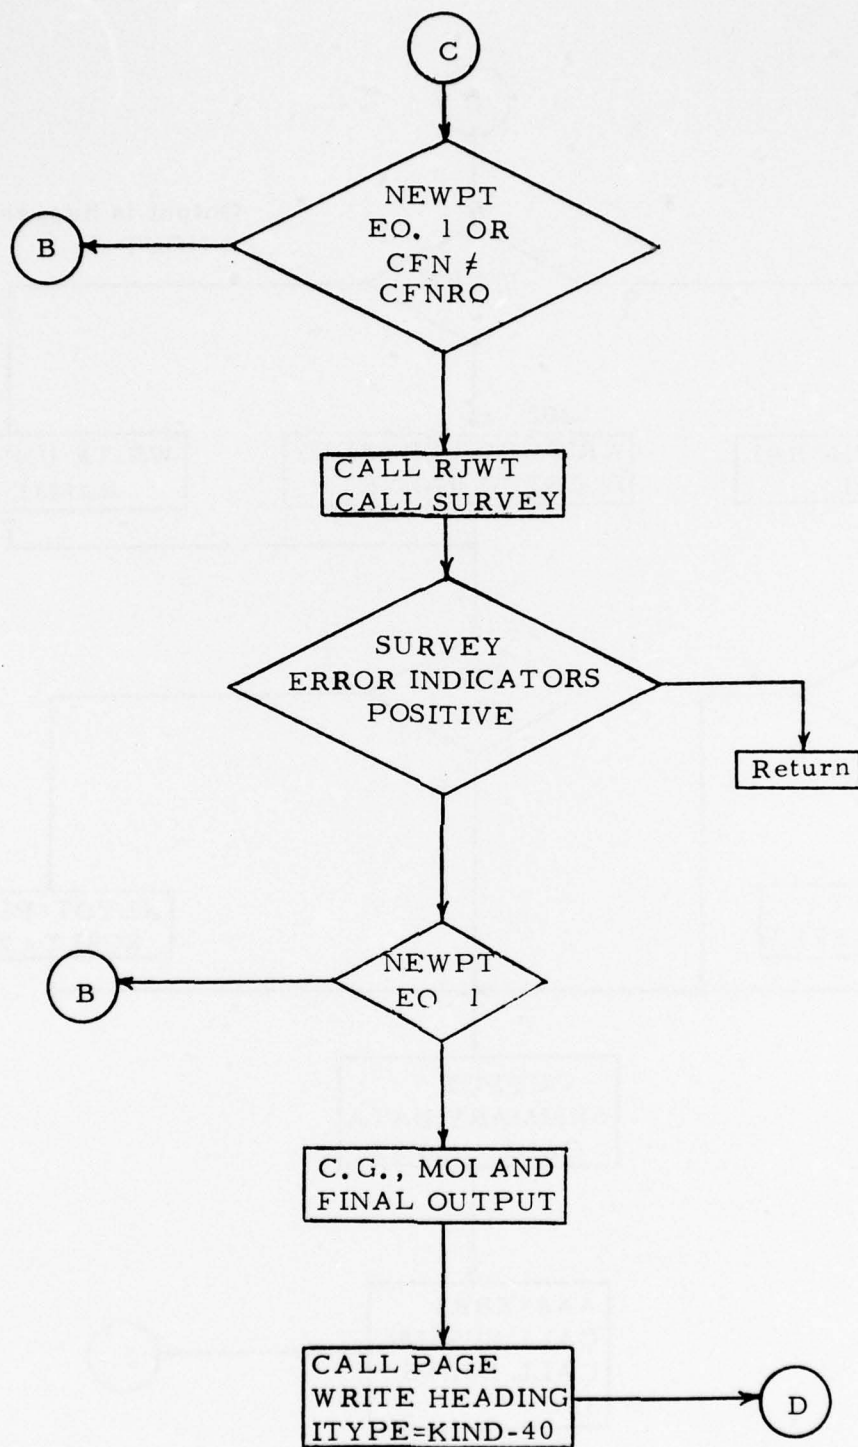 C
NEWPT
EQ. 1 OR
CFN ≠
CFNRO
B
CALL RJWT
CALL SURVEY
SURVEY
ERROR INDICATORS
POSITIVE
Return
NEWPT
EQ 1
B
C.G., MOI AND
FINAL OUTPUT
CALL PAGE
WRITE HEADING
ITYPE=KIND-40
D